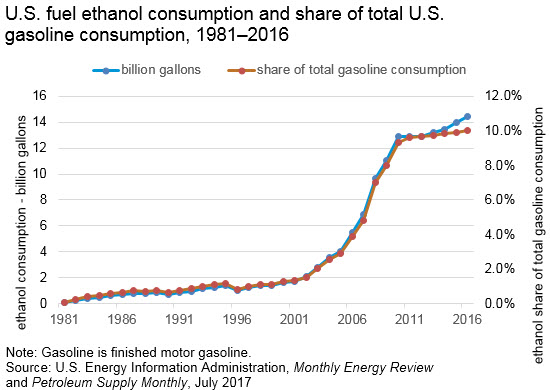 U.S. fuel ethanol consumption and share of total U.S.
gasoline consumption, 1981–2016
billion gallons share of total gasoline consumption
ethanol consumption - billion gallons
16
14
12
10
8
6
4
2
0
12.0%
10.0%
8.0%
6.0%
4.0%
2.0%
0.0%
ethanol share of total gasoline consumption
1981 1986 1991 1996 2001 2006 2011 2016
Note: Gasoline is finished motor gasoline.
Source: U.S. Energy Information Administration, Monthly Energy Review
and Petroleum Supply Monthly, July 2017